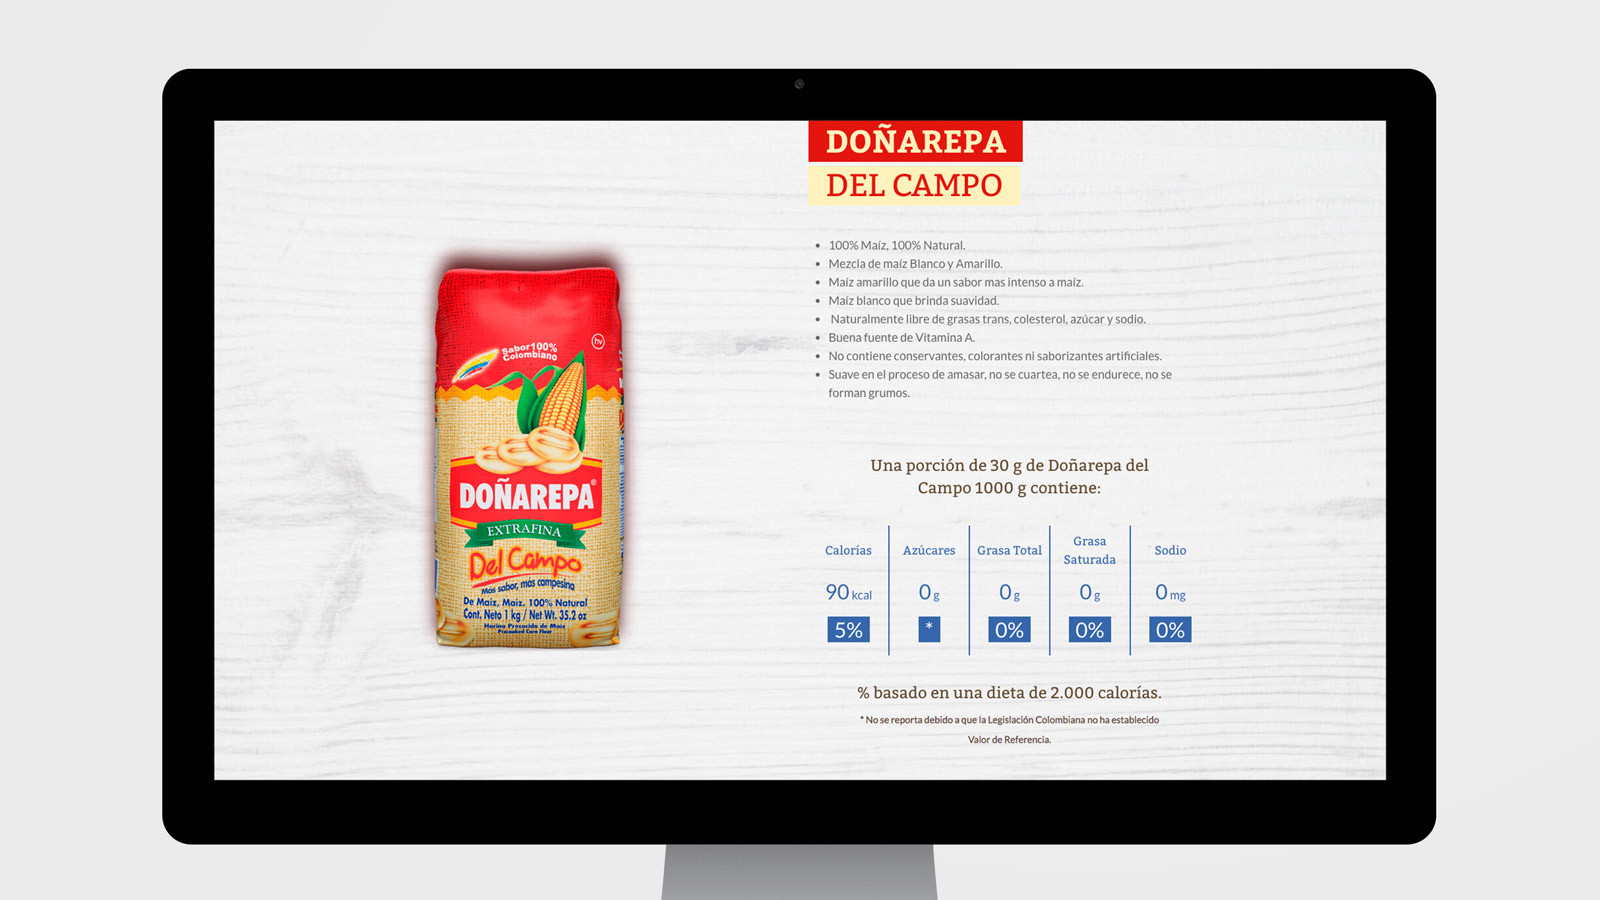 DOÑAREPA
DEL CAMPO
• 100% Maíz, 100% Natural.
• Mezcla de maíz Blanco y Amarillo.
• Maíz amarillo que da un sabor mas intenso a maíz.
• Maíz blanco que brinda suavidad.
• Naturalmente libre de grasas trans, colesterol, azúcar y sodio.
• Buena fuente de Vitamina A.
• No contiene conservantes, colorantes ni saborizantes artificiales.
• Suave en el proceso de amasar, no se cuartea, no se endurece, no se
forman grumos.
Sabor100%
Colombiano
hv
DOÑAREPA®
EXTRAFINA
Del Campo
Más sabor, más campesina
De Maíz, Maíz. 100% Natural
Cont. Neto 1 kg / Net Wt. 35.2 oz
Harina Precocida de Maíz
Precooked Corn Flour
Una porción de 30 g de Doñarepa del
Campo 1000 g contiene:
Calorías Azúcares Grasa Total Grasa Saturada Sodio
90 kcal 0 g 0 g 0 g 0 mg
5% * 0% 0% 0%
% basado en una dieta de 2.000 calorías.
* No se reporta debido a que la Legislación Colombiana no ha establecido
Valor de Referencia.